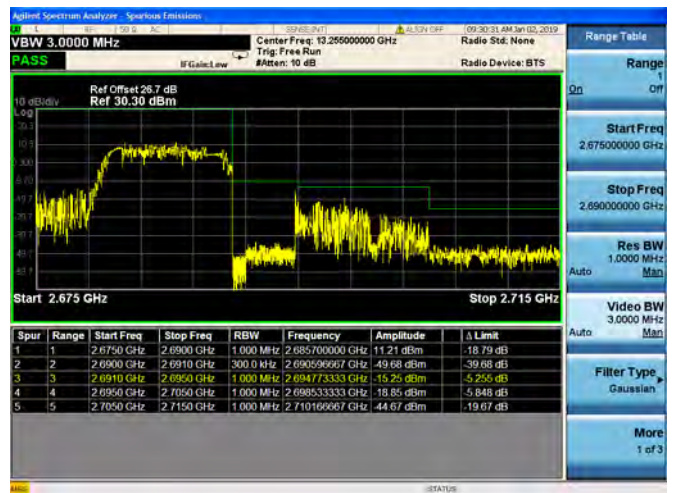 Agilent Spectrum Analyzer - Spurious Emissions
50 Ω AC SENSE:INT ALIGN OFF 09:30:31 AM Jan 02, 2019
VBW 3.0000 MHz Center Freq: 13.255000000 GHz Radio Std: None Range Table
Trig: Free Run
PASS IFGain:Low #Atten: 10 dB Radio Device: BTS
Range
1
On Off
Ref Offset 26.7 dB
10 dB/div Ref 30.30 dBm
Log
Start Freq
2.675000000 GHz
Stop Freq
2.690000000 GHz
Res BW
1.0000 MHz
Auto Man
Start 2.675 GHz Stop 2.715 GHz
Video BW
3.0000 MHz
Auto Man
Spur Range Start Freq Stop Freq RBW Frequency Amplitude Δ Limit
1 1 2.6750 GHz 2.6900 GHz 1.000 MHz 2.685700000 GHz 11.21 dBm -18.79 dB
2 2 2.6900 GHz 2.6910 GHz 300.0 kHz 2.690596667 GHz -49.68 dBm -39.68 dB
3 3 2.6910 GHz 2.6950 GHz 1.000 MHz 2.694773333 GHz -15.25 dBm -5.255 dB
4 4 2.6950 GHz 2.7050 GHz 1.000 MHz 2.698533333 GHz -18.85 dBm -5.848 dB
5 5 2.7050 GHz 2.7150 GHz 1.000 MHz 2.710166667 GHz -44.67 dBm -19.67 dB
Filter Type
Gaussian
More
1 of 3
MSG STATUS